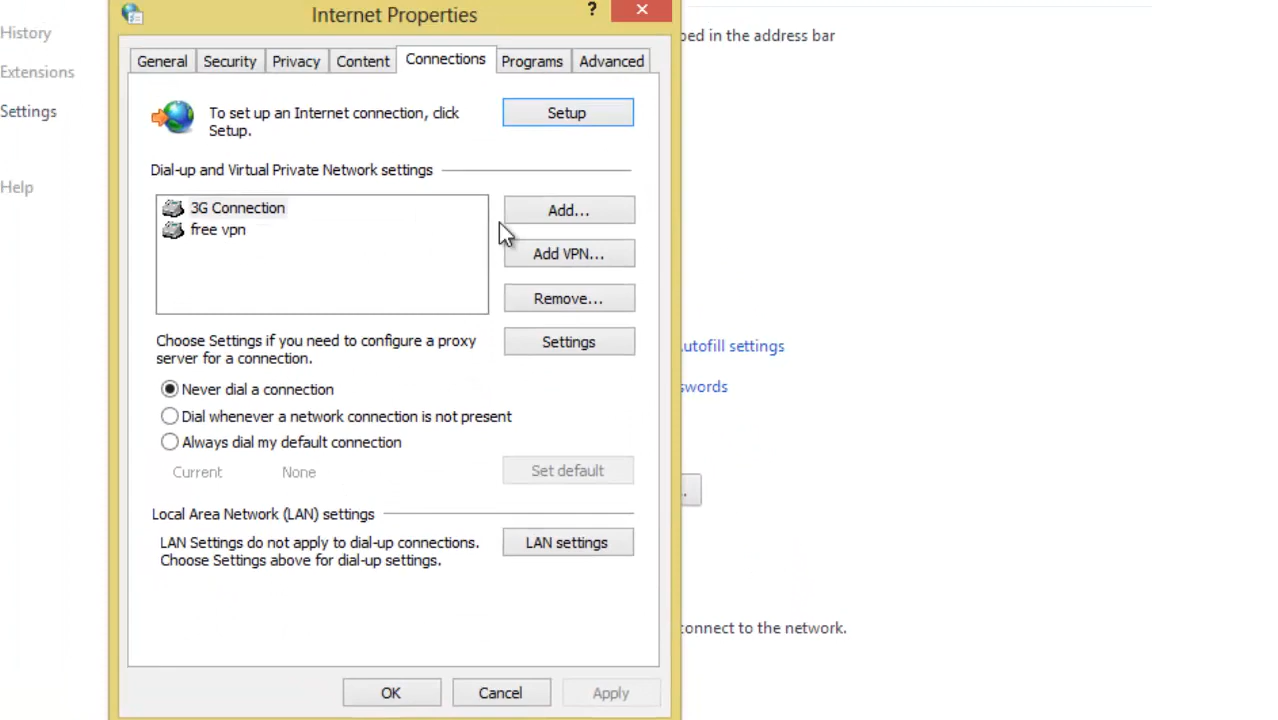 Internet Properties
?
History
Extensions
Settings
Help
General Security Privacy Content Connections Programs Advanced
To set up an Internet connection, click
Setup.
Setup
Dial-up and Virtual Private Network settings
3G Connection
free vpn
Add...
Add VPN...
Remove...
Choose Settings if you need to configure a proxy
server for a connection.
Settings
Never dial a connection
Dial whenever a network connection is not present
Always dial my default connection
Current None
Set default
Local Area Network (LAN) settings
LAN Settings do not apply to dial-up connections.
Choose Settings above for dial-up settings.
LAN settings
OK Cancel Apply
ped in the address bar
utofill settings
swords
.
connect to the network.